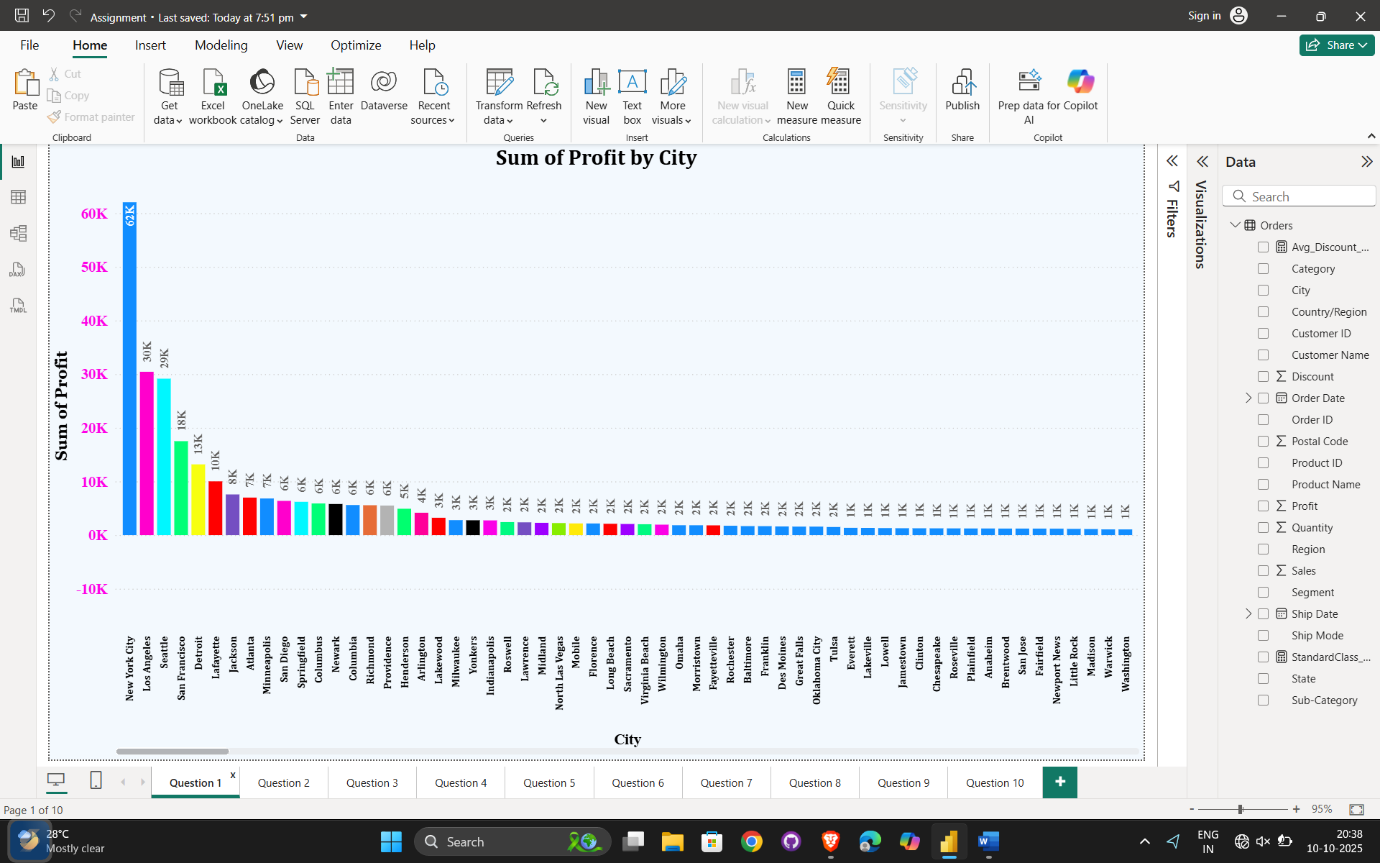 Assignment • Last saved: Today at 7:51 pm
Sign in
File Home Insert Modeling View Optimize Help
Share
Paste
Cut
Copy
Format painter
Clipboard
Get data
Excel workbook
OneLake catalog
SQL Server
Enter data
Dataverse
Recent sources
Data
Transform data
Refresh
Queries
New visual
Text box
More visuals
Insert
New visual calculation
New measure
Quick measure
Calculations
Sensitivity
Sensitivity
Publish
Share
Prep data for AI
Copilot
Copilot
DAX
TMDL
Sum of Profit by City
Sum of Profit
60K
50K
40K
30K
20K
10K
0K
-10K
62K 30K 29K 18K 13K 10K 8K 7K 7K 6K 6K 6K 6K 6K 6K 6K 5K 4K 3K 3K 3K 3K 2K 2K 2K 2K 2K 2K 2K 2K 2K 2K 2K 2K 2K 2K 2K 2K 2K 2K 2K 2K 1K 1K 1K 1K 1K 1K 1K 1K 1K 1K 1K 1K 1K 1K 1K 1K 1K
New York City
Los Angeles
Seattle
San Francisco
Detroit
Lafayette
Jackson
Atlanta
Minneapolis
San Diego
Springfield
Columbus
Newark
Columbia
Richmond
Providence
Henderson
Arlington
Lakewood
Milwaukee
Yonkers
Indianapolis
Roswell
Lawrence
Midland
North Las Vegas
Mobile
Florence
Long Beach
Sacramento
Virginia Beach
Wilmington
Omaha
Morristown
Fayetteville
Rochester
Baltimore
Franklin
Des Moines
Great Falls
Oklahoma City
Tulsa
Everett
Lakeville
Lowell
Jamestown
Clinton
Chesapeake
Roseville
Plainfield
Anaheim
Brentwood
San Jose
Fairfield
Newport News
Little Rock
Madison
Warwick
Washington
City
Filters
Visualizations
Data
Search
Orders
Avg_Discount_...
Category
City
Country/Region
Customer ID
Customer Name
Discount
Order Date
Order ID
Postal Code
Product ID
Product Name
Profit
Quantity
Region
Sales
Segment
Ship Date
Ship Mode
StandardClass_...
State
Sub-Category
Question 1 x
Question 2
Question 3
Question 4
Question 5
Question 6
Question 7
Question 8
Question 9
Question 10
+
Page 1 of 10
- + 95%
28°C
Mostly clear
Search
ENG
IN
20:38
10-10-2025